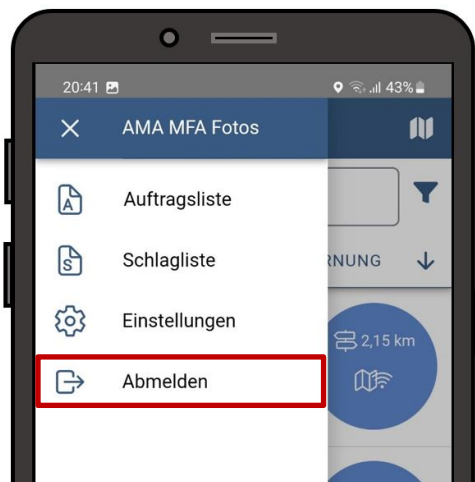 20:41 43%
AMA MFA Fotos
A Auftragsliste
S Schlagliste
RNUNG
Einstellungen
2,15 km
Abmelden